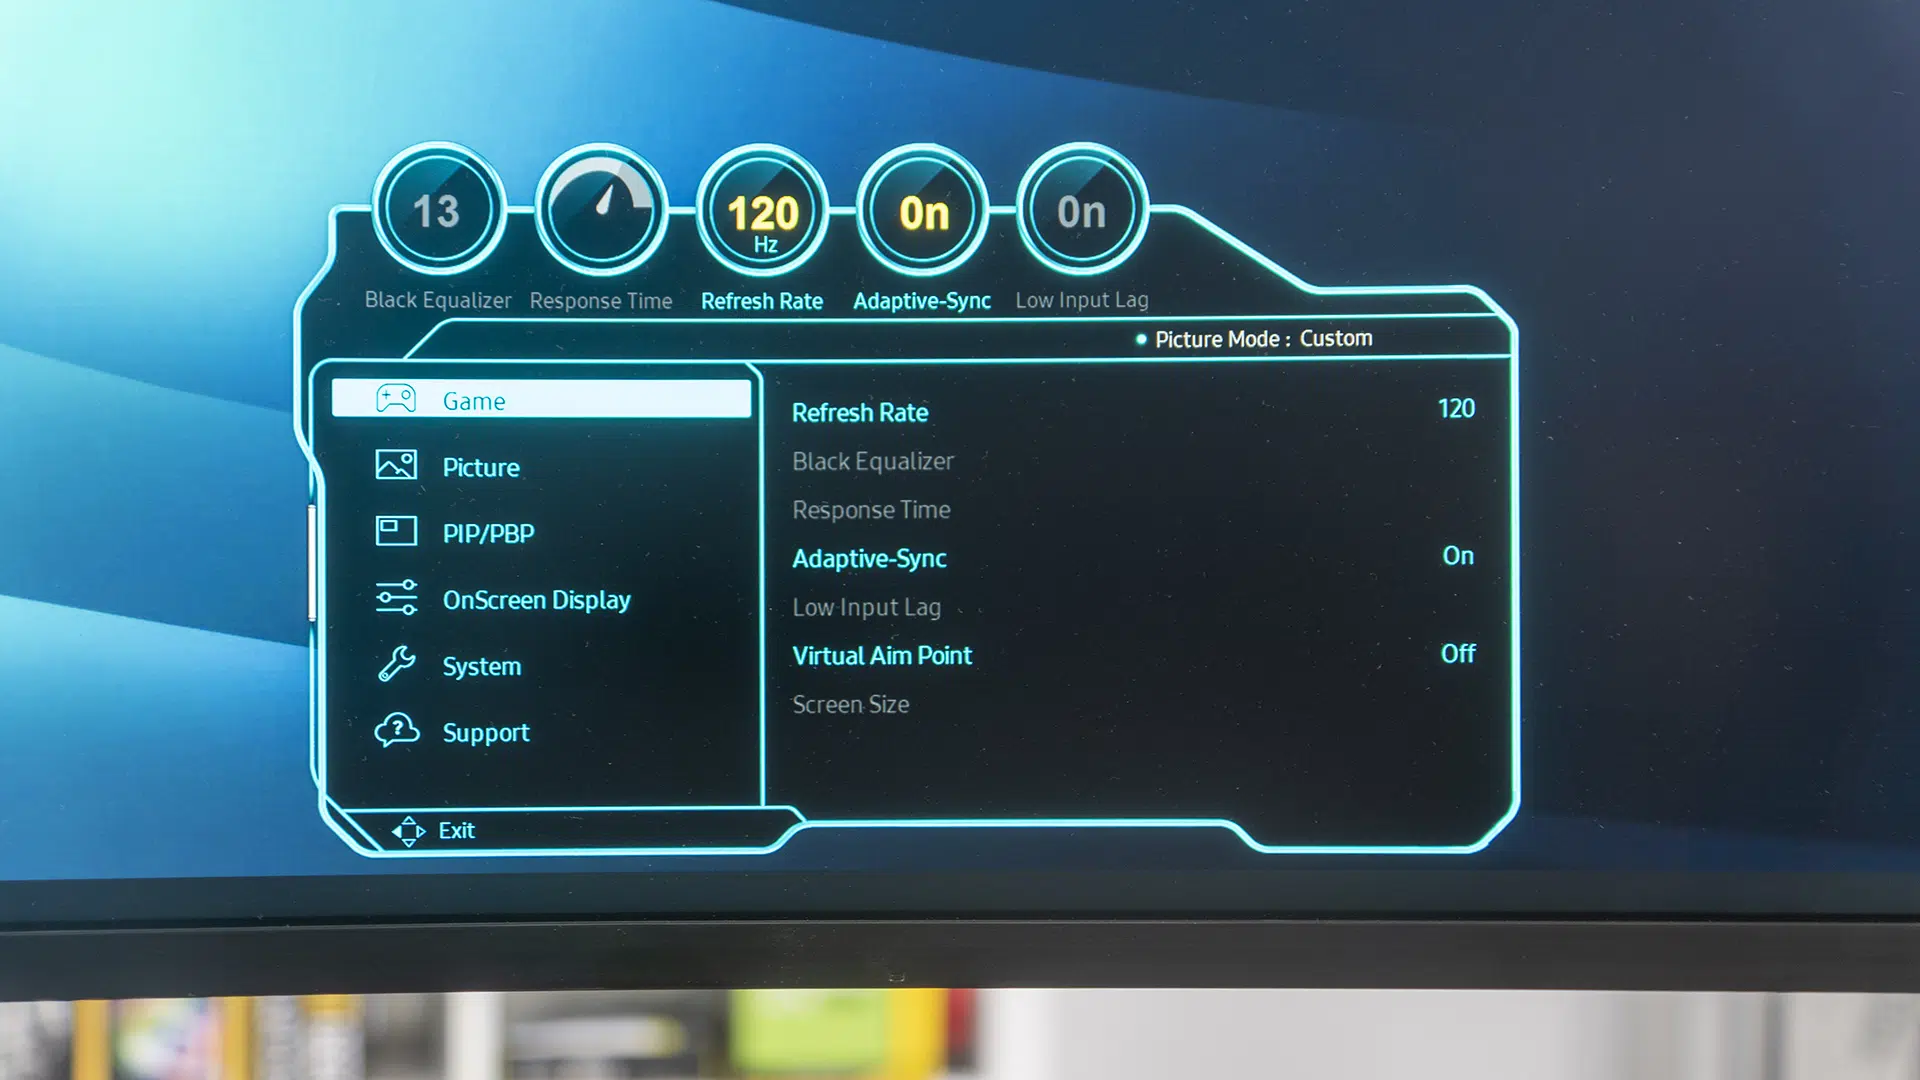 13 120 Hz On On
Black Equalizer Response Time Refresh Rate Adaptive-Sync Low Input Lag
Picture Mode : Custom
Game
Picture
PIP/PBP
OnScreen Display
System
Support
Refresh Rate 120
Black Equalizer
Response Time
Adaptive-Sync On
Low Input Lag
Virtual Aim Point Off
Screen Size
Exit